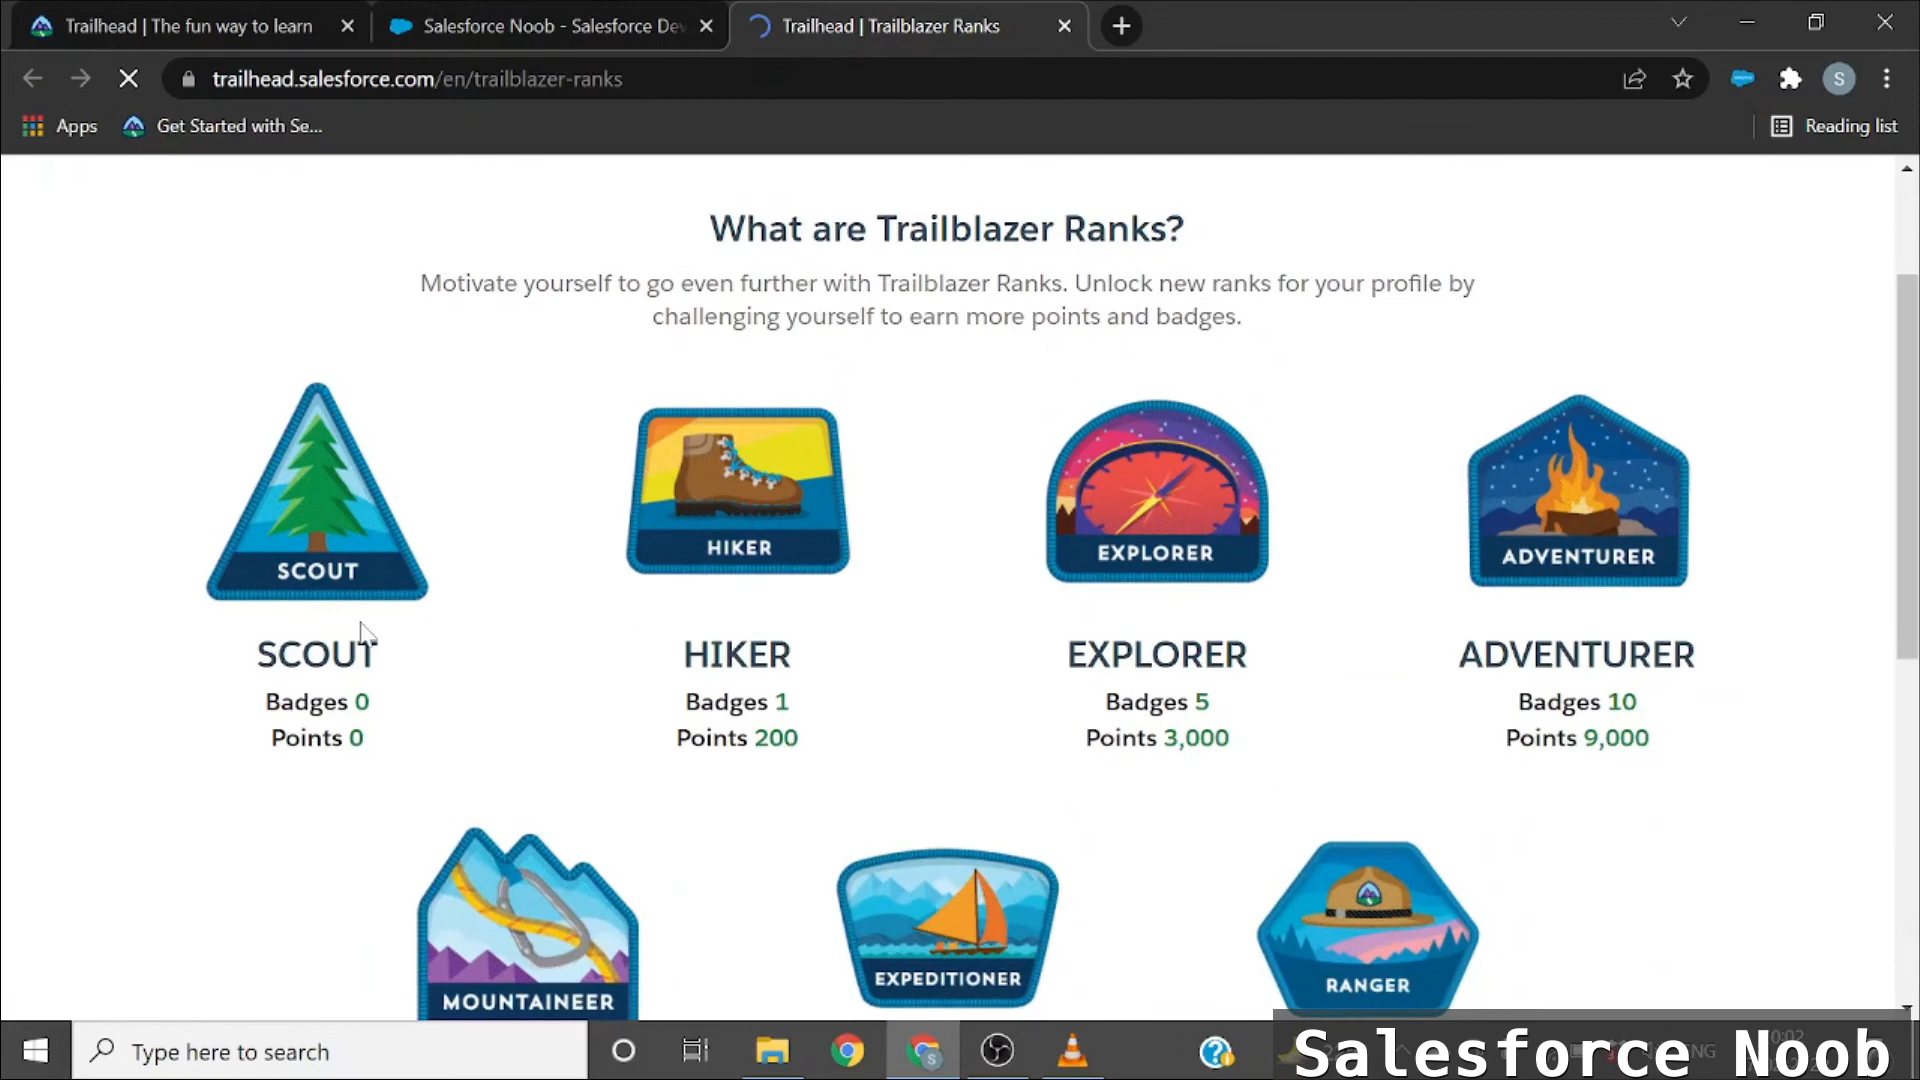 Trailhead | The fun way to learn
Salesforce Noob - Salesforce Dev
Trailhead | Trailblazer Ranks
trailhead.salesforce.com/en/trailblazer-ranks
S
Apps
Get Started with Se...
Reading list
What are Trailblazer Ranks?
Motivate yourself to go even further with Trailblazer Ranks. Unlock new ranks for your profile by
challenging yourself to earn more points and badges.
SCOUT
HIKER
EXPLORER
ADVENTURER
SCOUT
HIKER
EXPLORER
ADVENTURER
Badges 0
Badges 1
Badges 5
Badges 10
Points 0
Points 200
Points 3,000
Points 9,000
MOUNTAINEER
EXPEDITIONER
RANGER
Type here to search
S
ENG
Salesforce Noob